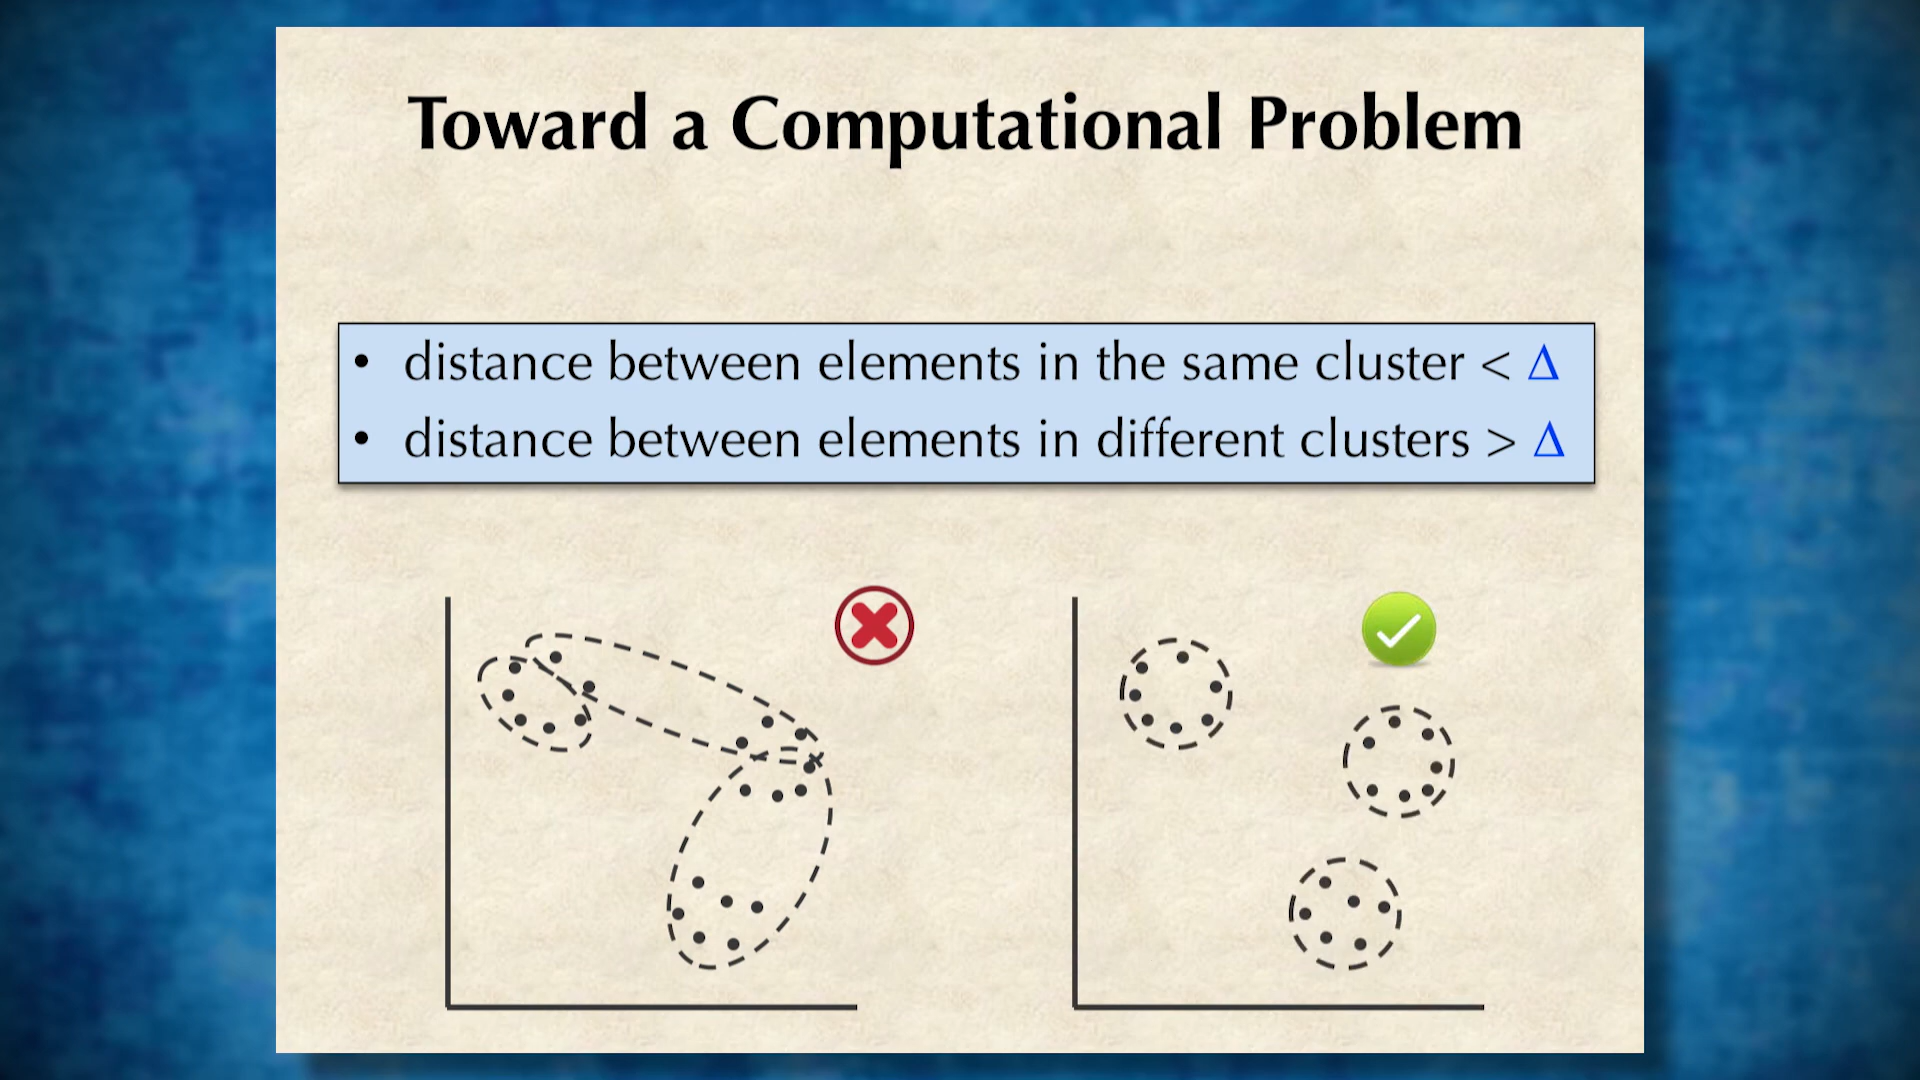 Toward a Computational Problem
• distance between elements in the same cluster < Δ
• distance between elements in different clusters > Δ